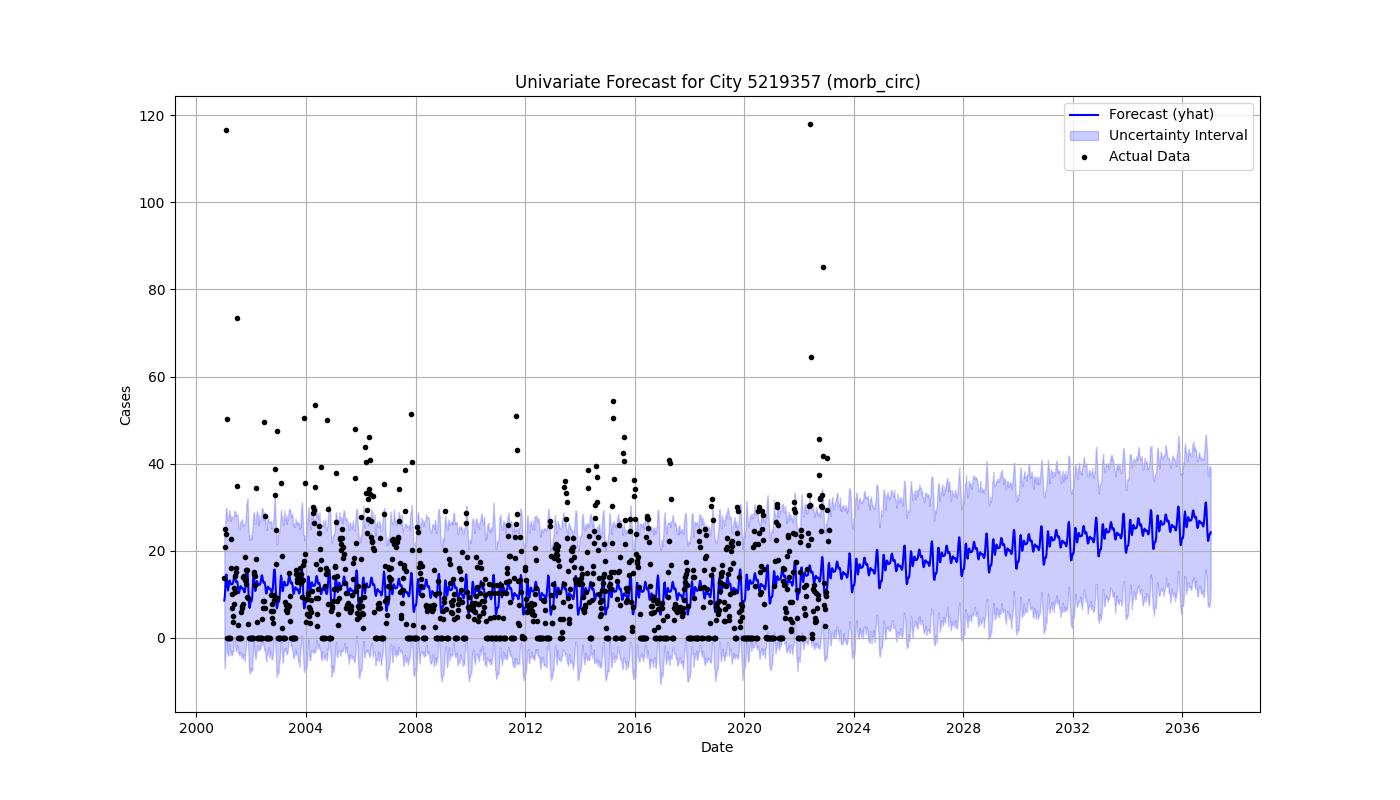 Univariate Forecast for City 5219357 (morb_circ)
Forecast (yhat)
Uncertainty Interval
Actual Data
120
100
80
60
40
20
0
Cases
2000 2004 2008 2012 2016 2020 2024 2028 2032 2036
Date